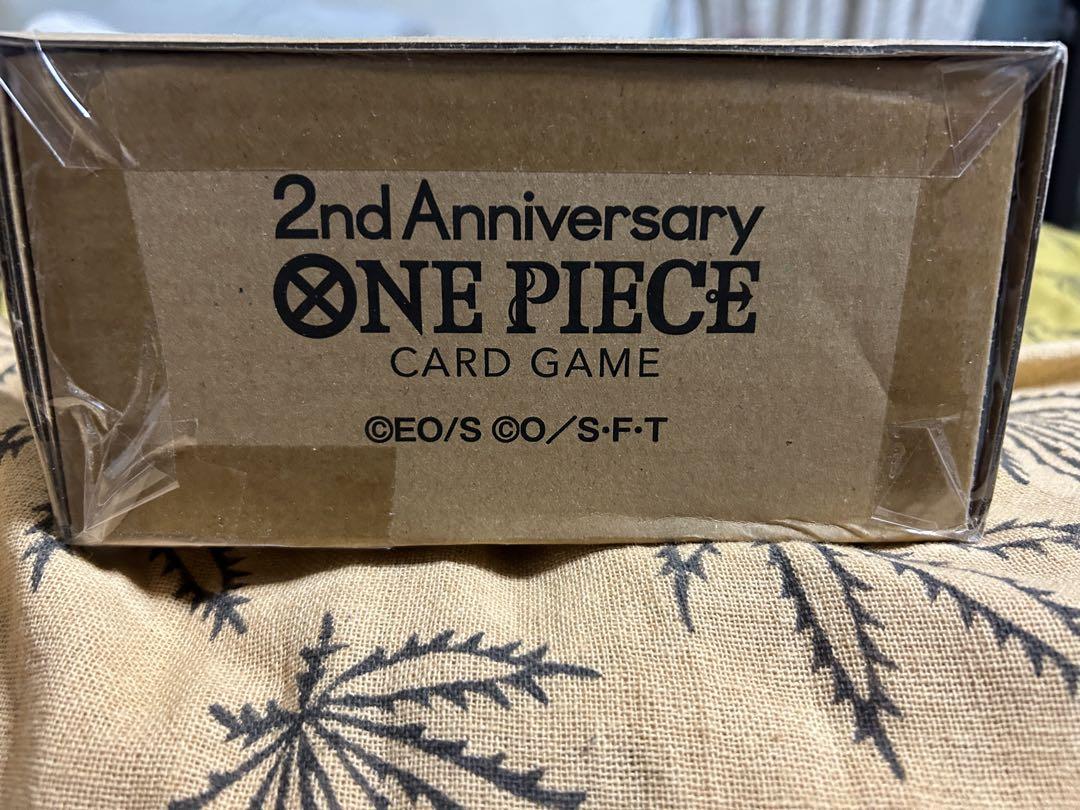 2nd Anniversary
ONE PIECE
CARD GAME
©EO/S ©O/S·F·T